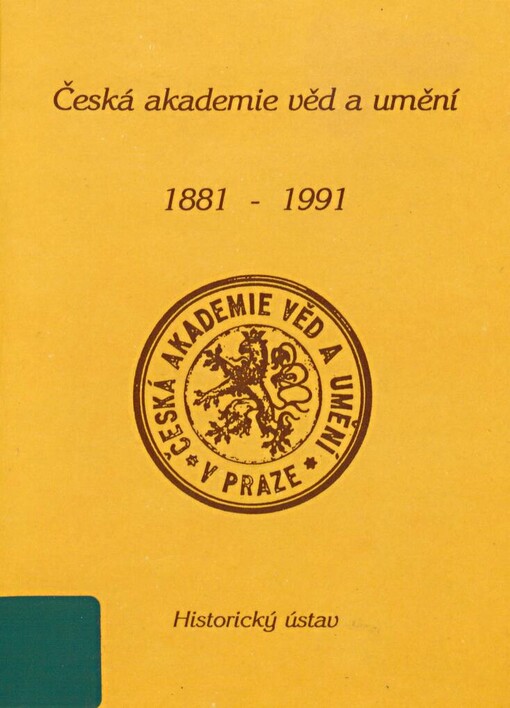 Česká akademie věd a umění
1881 - 1991
ČESKÁ AKADEMIE VĚD A UMĚNÍ
* V PRAZE *
Historický ústav